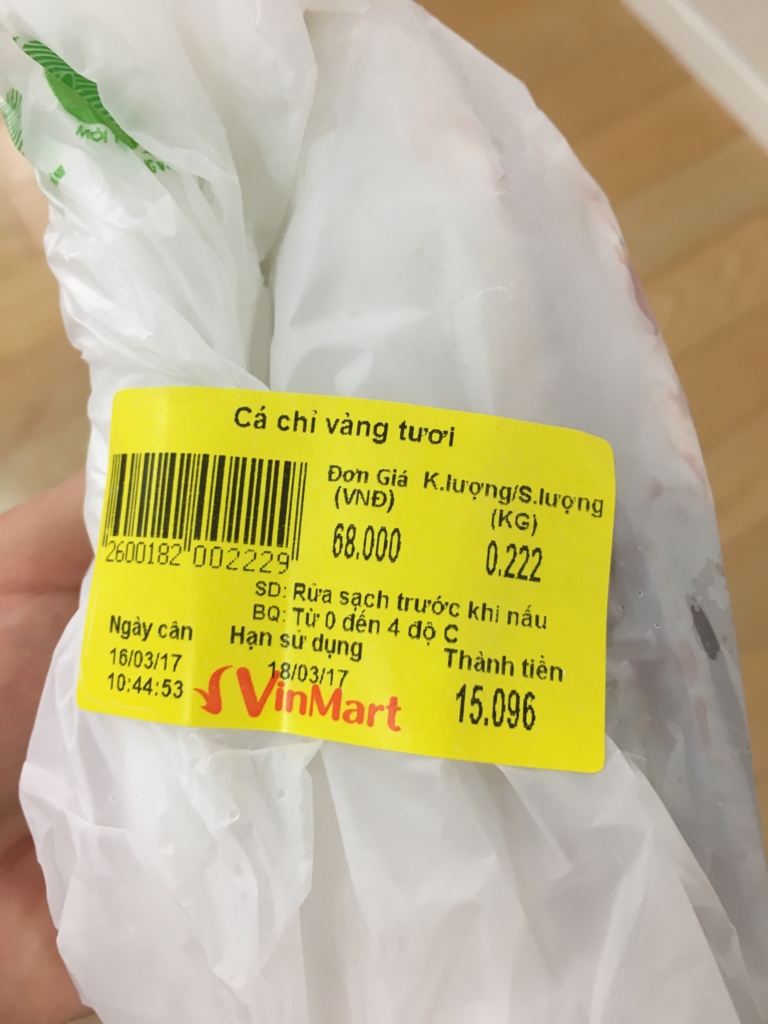 MÔI
Cá chỉ vàng tươi
Đơn Giá K.lượng/S.lượng
(VNĐ) (KG)
68.000 0.222
2600182 002229
SD: Rửa sạch trước khi nấu
BQ: Từ 0 đến 4 độ C
Ngày cân Hạn sử dụng Thành tiền
16/03/17 18/03/17
10:44:53 VinMart 15.096